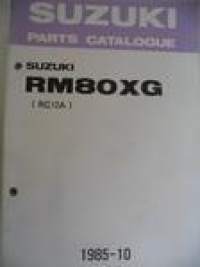 SUZUKI
PARTS CATALOGUE
SUZUKI
RM80XG
( RC12A )
1985-10